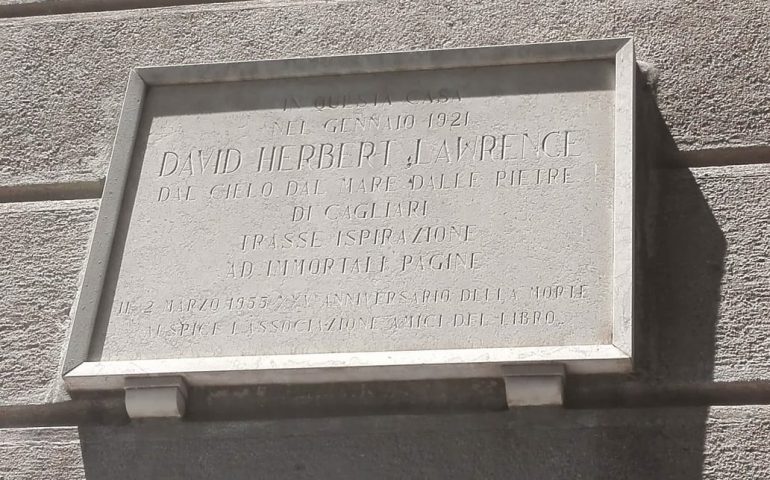 IN QUESTA CASA
NEL GENNAIO 1921
DAVID HERBERT LAWRENCE
DAL CIELO DAL MARE DALLE PIETRE
DI CAGLIARI
TRASSE ISPIRAZIONE
AD IMMORTALI PAGINE
IL 2 MARZO 1955 XXV ANNIVERSARIO DELLA MORTE
AUSPICE L'ASSOCIAZIONE AMICI DEL LIBRO